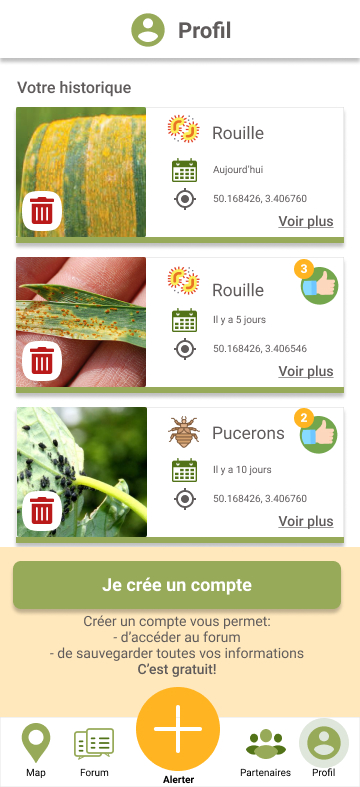 Profil
Votre historique
Rouille
Aujourd'hui
50.168426, 3.406760
Voir plus
3
Rouille
Il y a 5 jours
50.168426, 3.406546
Voir plus
2
Pucerons
Il y a 10 jours
50.168426, 3.406760
Voir plus
Je crée un compte
Créer un compte vous permet:
- d'accéder au forum
- de sauvegarder toutes vos informations
C'est gratuit!
Map
Forum
Alerter
Partenaires
Profil